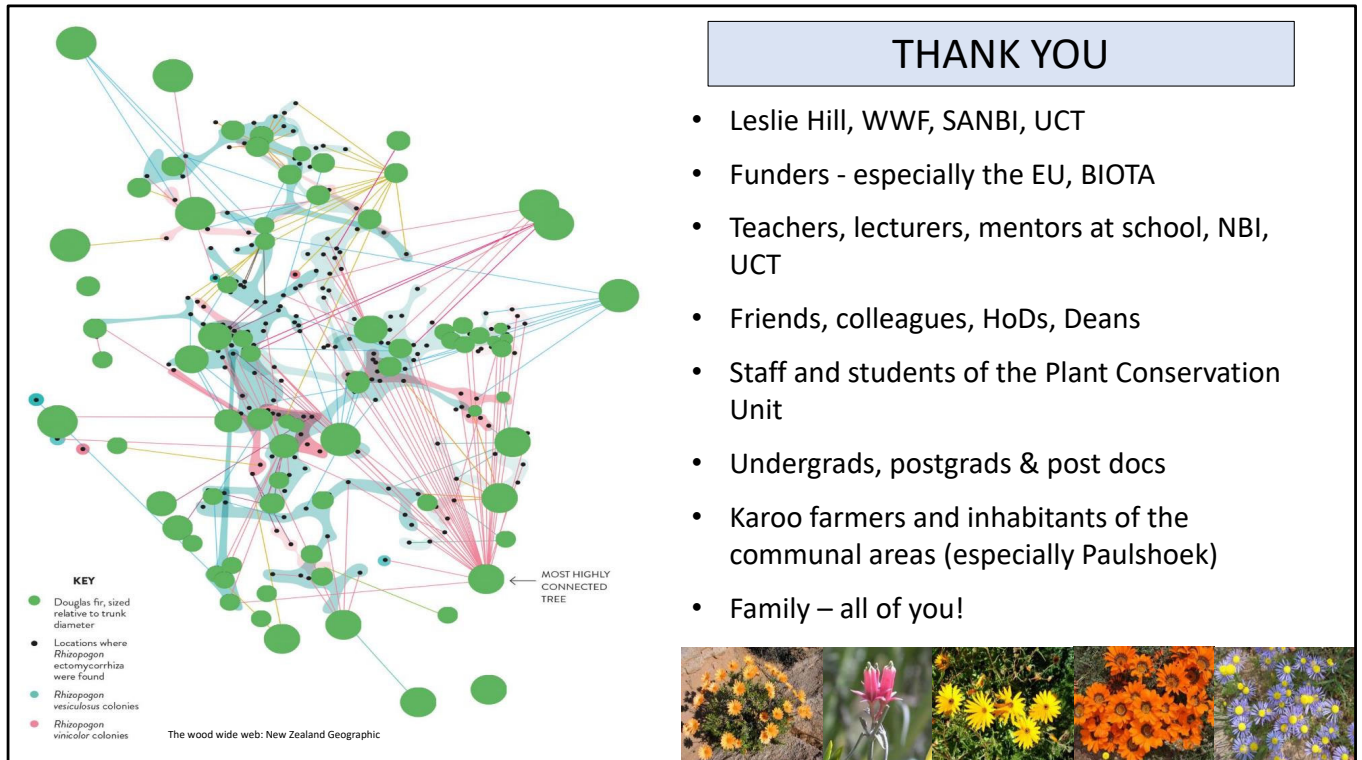 THANK YOU
• Leslie Hill, WWF, SANBI, UCT
• Funders - especially the EU, BIOTA
• Teachers, lecturers, mentors at school, NBI,
UCT
• Friends, colleagues, HoDs, Deans
• Staff and students of the Plant Conservation
Unit
• Undergrads, postgrads & post docs
• Karoo farmers and inhabitants of the
communal areas (especially Paulshoek)
• Family – all of you!
MOST HIGHLY
CONNECTED
TREE
KEY
Douglas fir, sized
relative to trunk
diameter
Locations where
Rhizopogon
ectomycorrhiza
were found
Rhizopogon
vesiculosus colonies
Rhizopogon
vinicolor colonies
The wood wide web: New Zealand Geographic